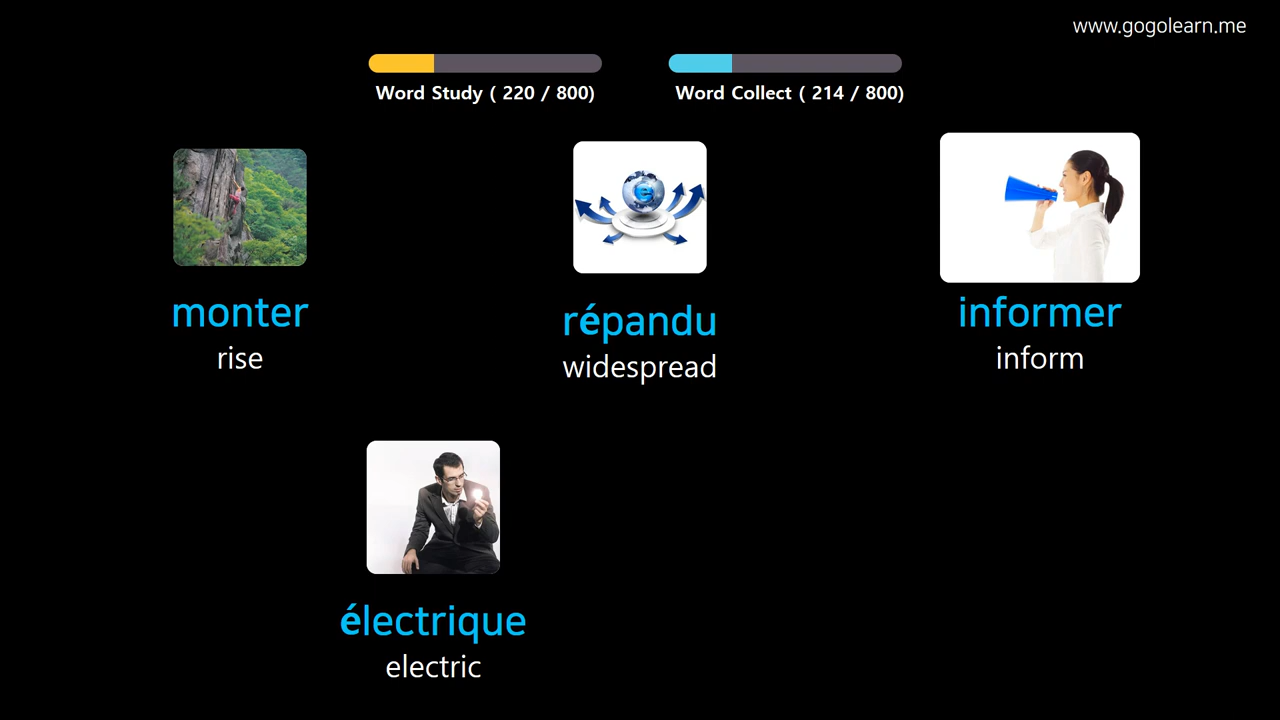 www.gogolearn.me
Word Study ( 220 / 800)
Word Collect ( 214 / 800)
monter
rise
répandu
widespread
informer
inform
électrique
electric